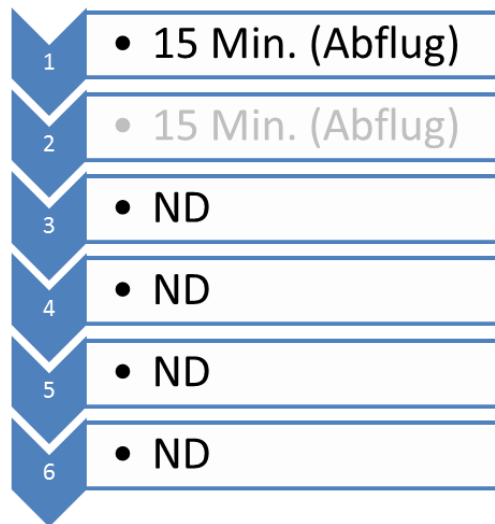 1 • 15 Min. (Abflug)
2 • 15 Min. (Abflug)
3 • ND
4 • ND
5 • ND
6 • ND